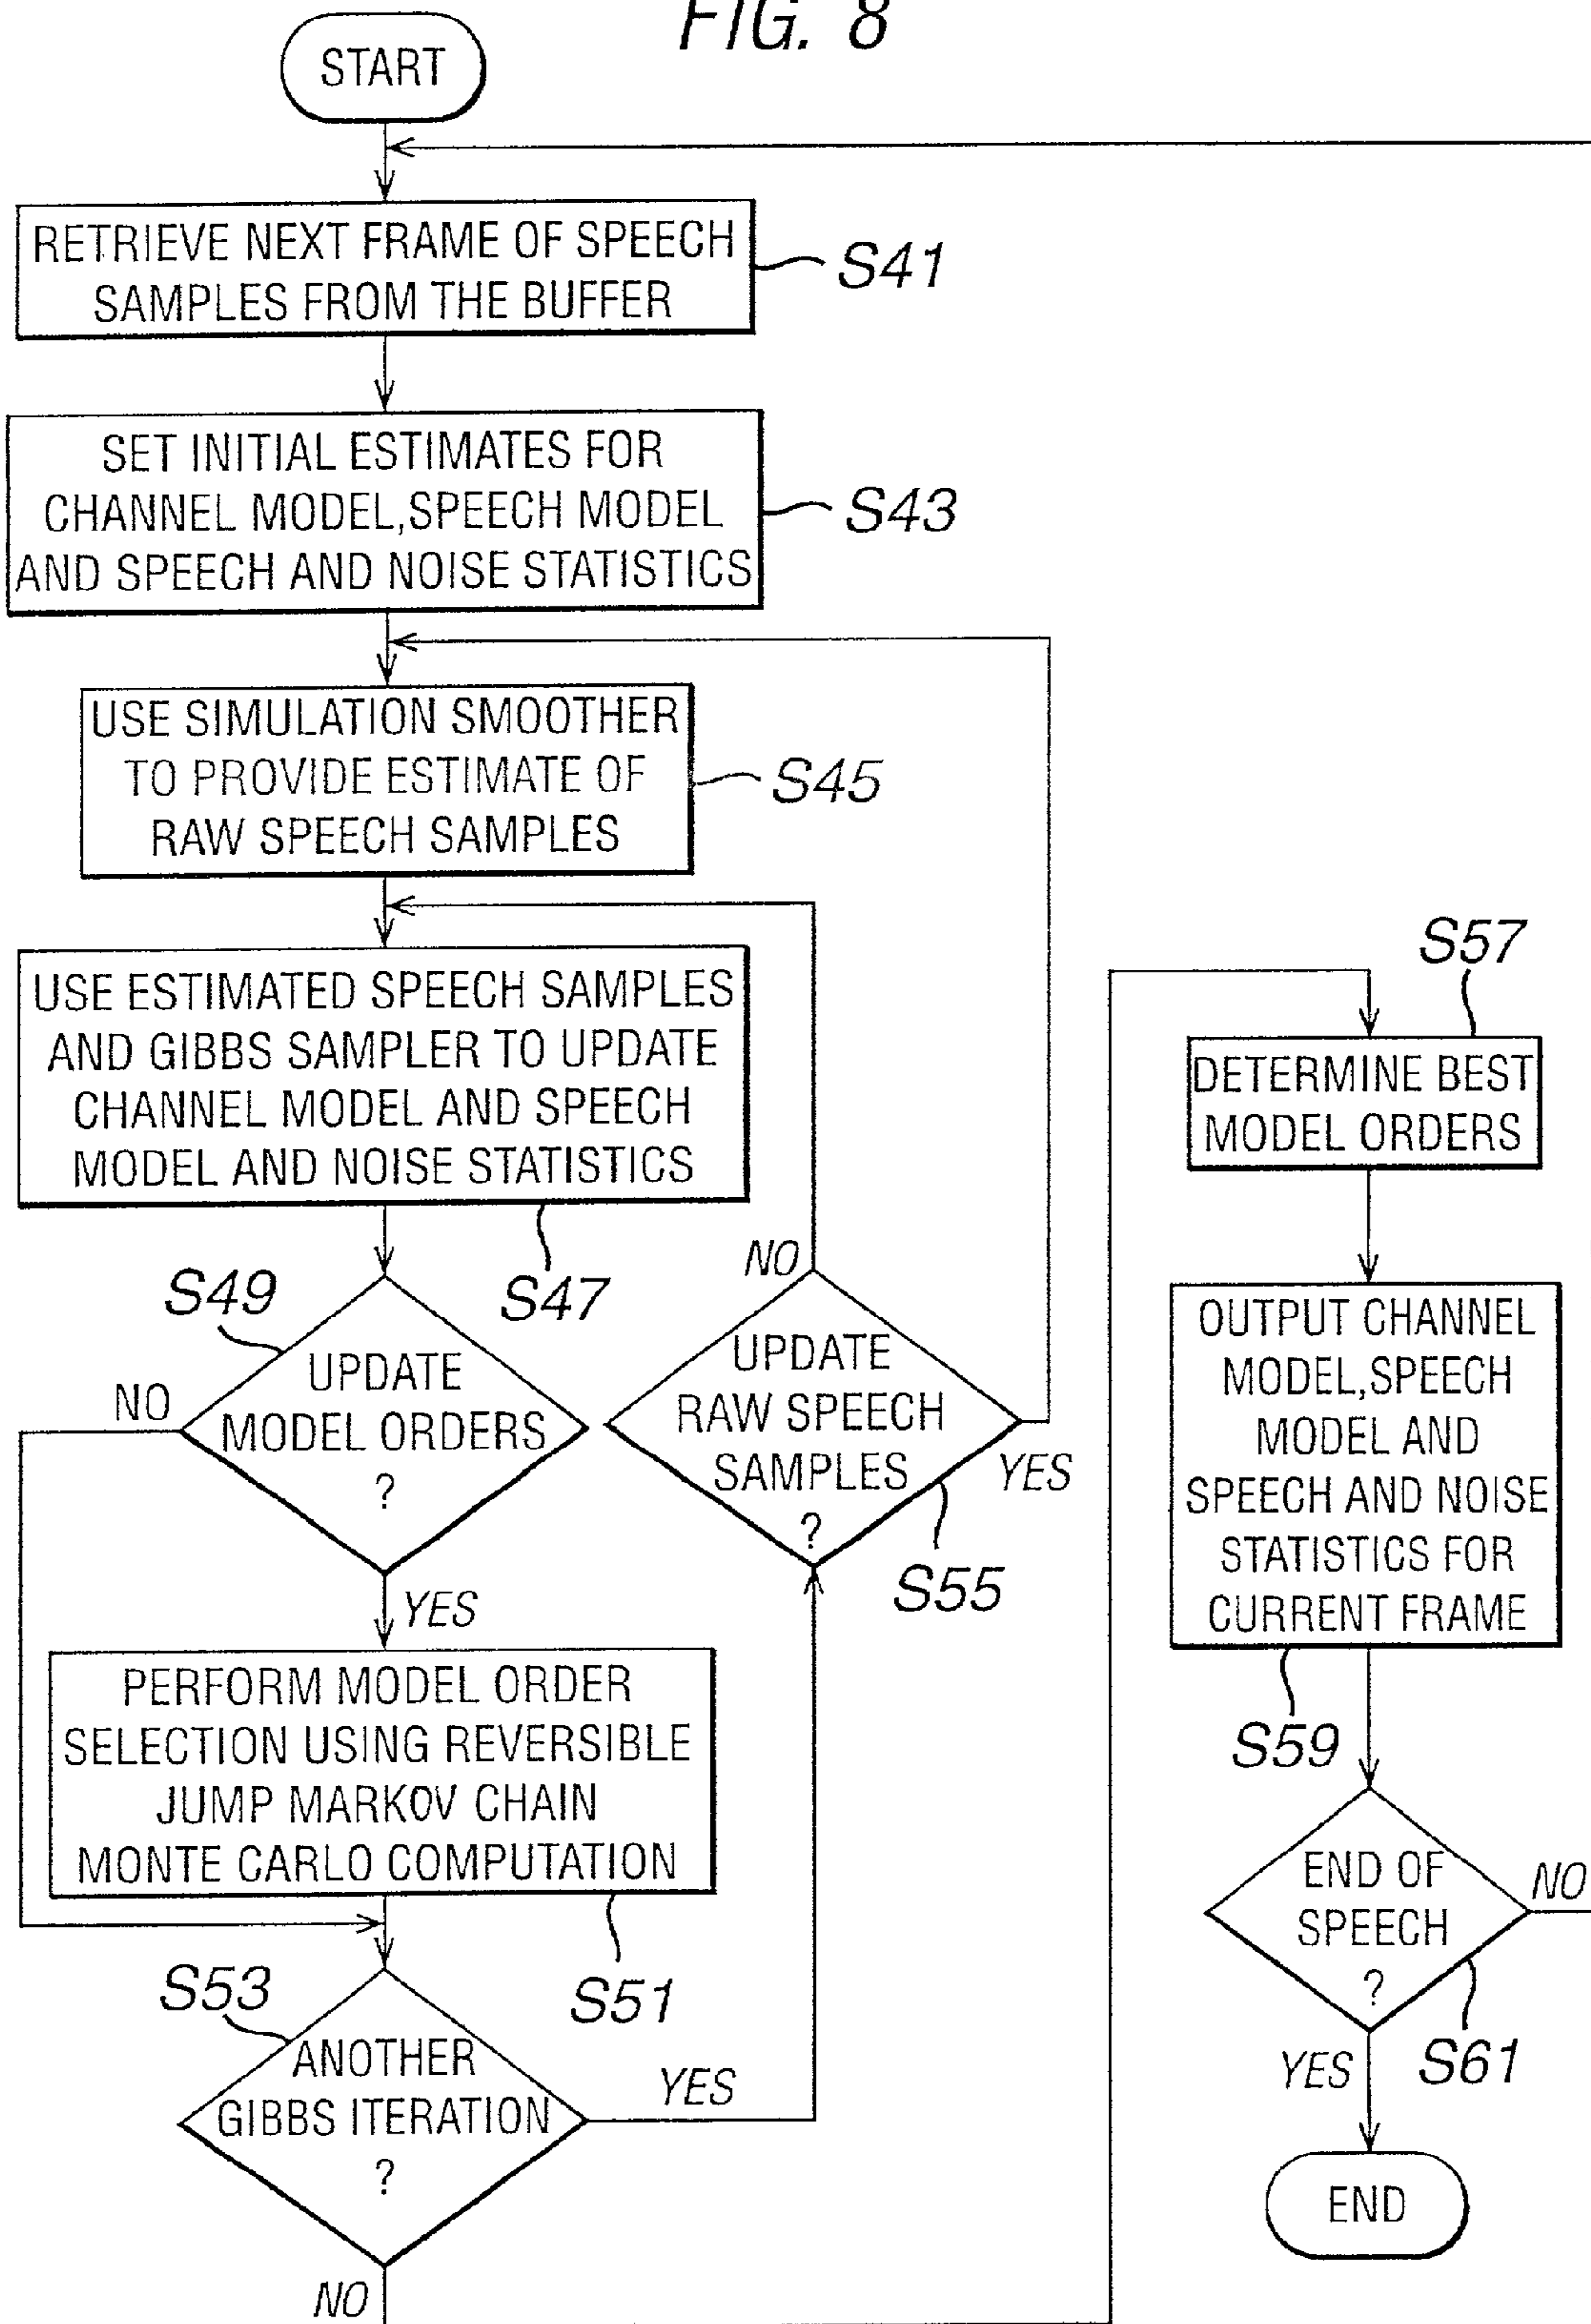 FIG. 8
START
RETRIEVE NEXT FRAME OF SPEECH
SAMPLES FROM THE BUFFER
S41
SET INITIAL ESTIMATES FOR
CHANNEL MODEL,SPEECH MODEL
AND SPEECH AND NOISE STATISTICS
S43
USE SIMULATION SMOOTHER
TO PROVIDE ESTIMATE OF
RAW SPEECH SAMPLES
S45
USE ESTIMATED SPEECH SAMPLES
AND GIBBS SAMPLER TO UPDATE
CHANNEL MODEL AND SPEECH
MODEL AND NOISE STATISTICS
S47
S49
UPDATE
MODEL ORDERS
?
NO
YES
PERFORM MODEL ORDER
SELECTION USING REVERSIBLE
JUMP MARKOV CHAIN
MONTE CARLO COMPUTATION
S51
S53
ANOTHER
GIBBS ITERATION
?
YES
NO
NO
UPDATE
RAW SPEECH
SAMPLES
?
YES
S55
S57
DETERMINE BEST
MODEL ORDERS
OUTPUT CHANNEL
MODEL,SPEECH
MODEL AND
SPEECH AND NOISE
STATISTICS FOR
CURRENT FRAME
S59
END OF
SPEECH
?
NO
S61
YES
END